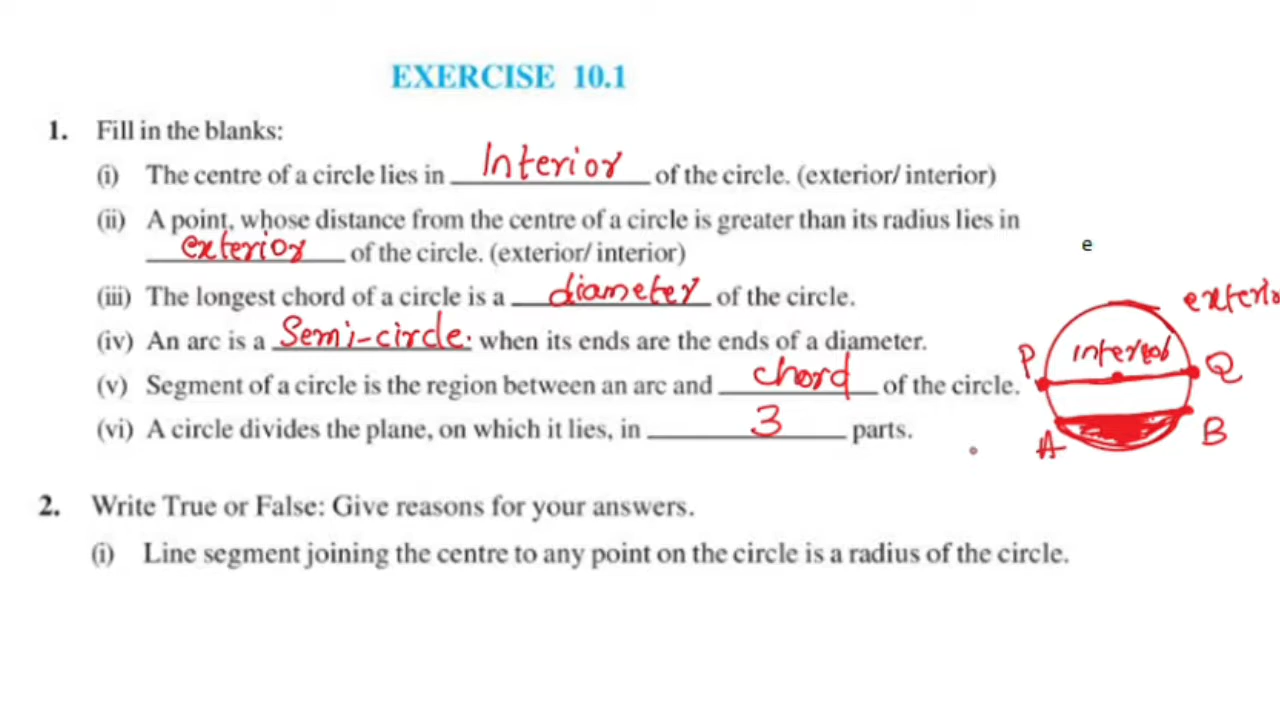 EXERCISE 10.1
1. Fill in the blanks:
(i) The centre of a circle lies in Interior of the circle. (exterior/ interior)
(ii) A point, whose distance from the centre of a circle is greater than its radius lies in
exterior of the circle. (exterior/ interior)
e
(iii) The longest chord of a circle is a diameter of the circle.
exterio
(iv) An arc is a Semi-circle. when its ends are the ends of a diameter.
P
Q
(v) Segment of a circle is the region between an arc and chord of the circle.
(vi) A circle divides the plane, on which it lies, in 3 parts.
A
B
2. Write True or False: Give reasons for your answers.
(i) Line segment joining the centre to any point on the circle is a radius of the circle.